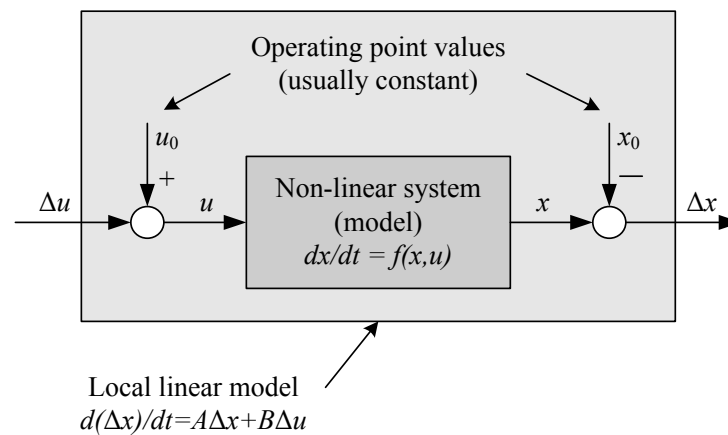 Operating point values
(usually constant)
u₀
x₀
+
—
Δu
u
Non-linear system
(model)
dx/dt = f(x,u)
x
Δx
Local linear model
d(Δx)/dt=AΔx+BΔu